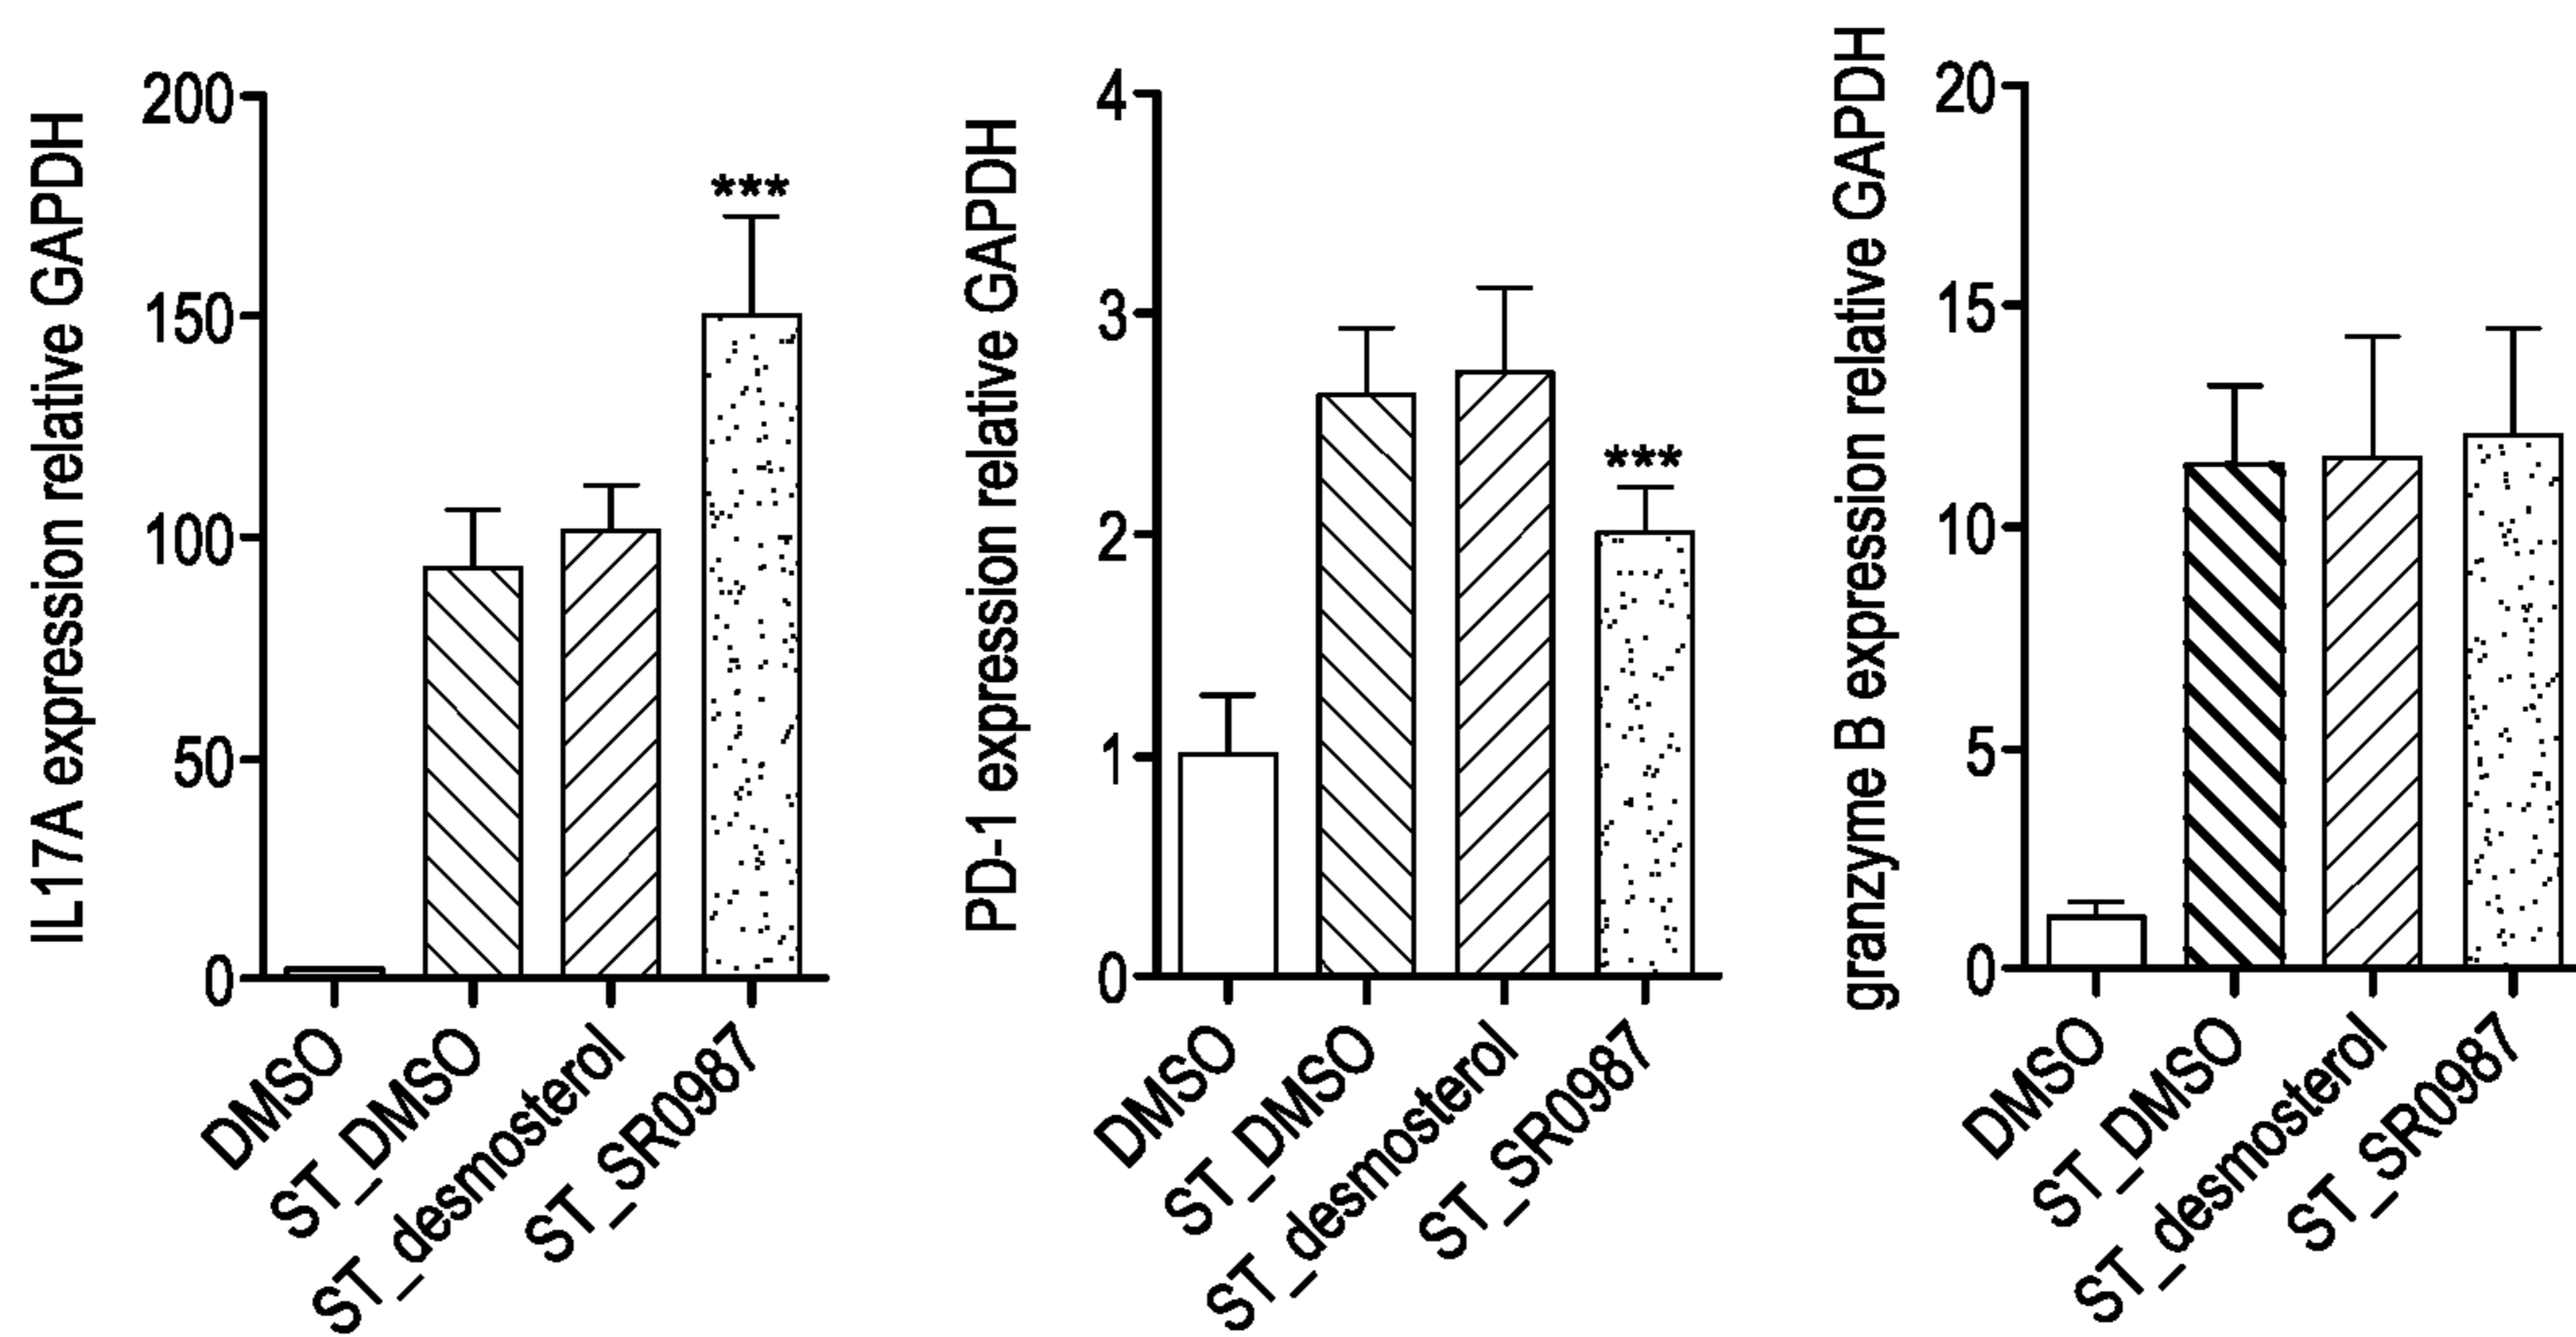 IL17A expression relative GAPDH
200
150
100
50
0
***
DMSO
ST_DMSO
ST_desmosterol
ST_SR0987
PD-1 expression relative GAPDH
4
3
2
1
0
***
DMSO
ST_DMSO
ST_desmosterol
ST_SR0987
granzyme B expression relative GAPDH
20
15
10
5
0
DMSO
ST_DMSO
ST_desmosterol
ST_SR0987